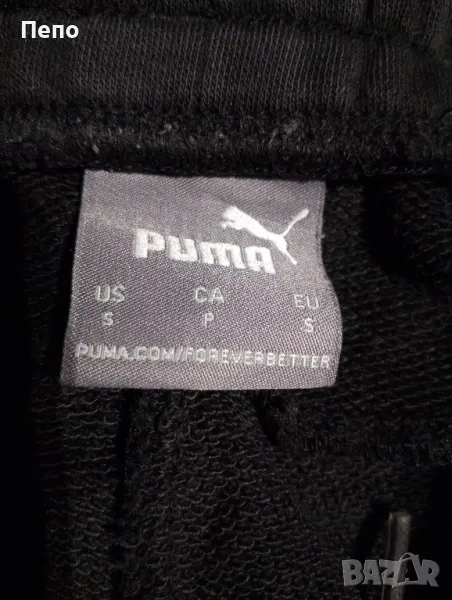 Пепо
PUMA
US CA EU
S P S
PUMA.COM/FOREVERBETTER
BAZAR